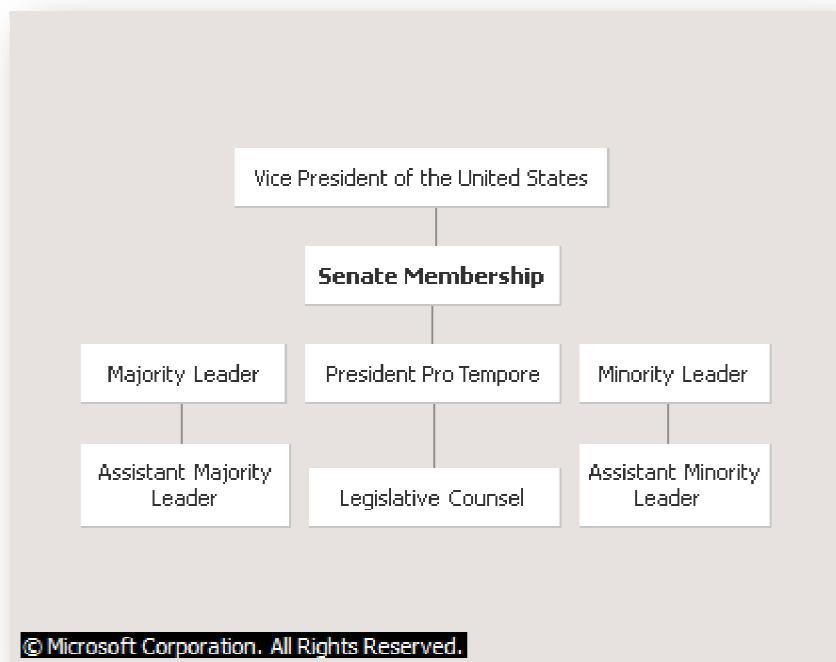 Vice President of the United States
Senate Membership
Majority Leader
President Pro Tempore
Minority Leader
Assistant Majority
Leader
Legislative Counsel
Assistant Minority
Leader
© Microsoft Corporation. All Rights Reserved.